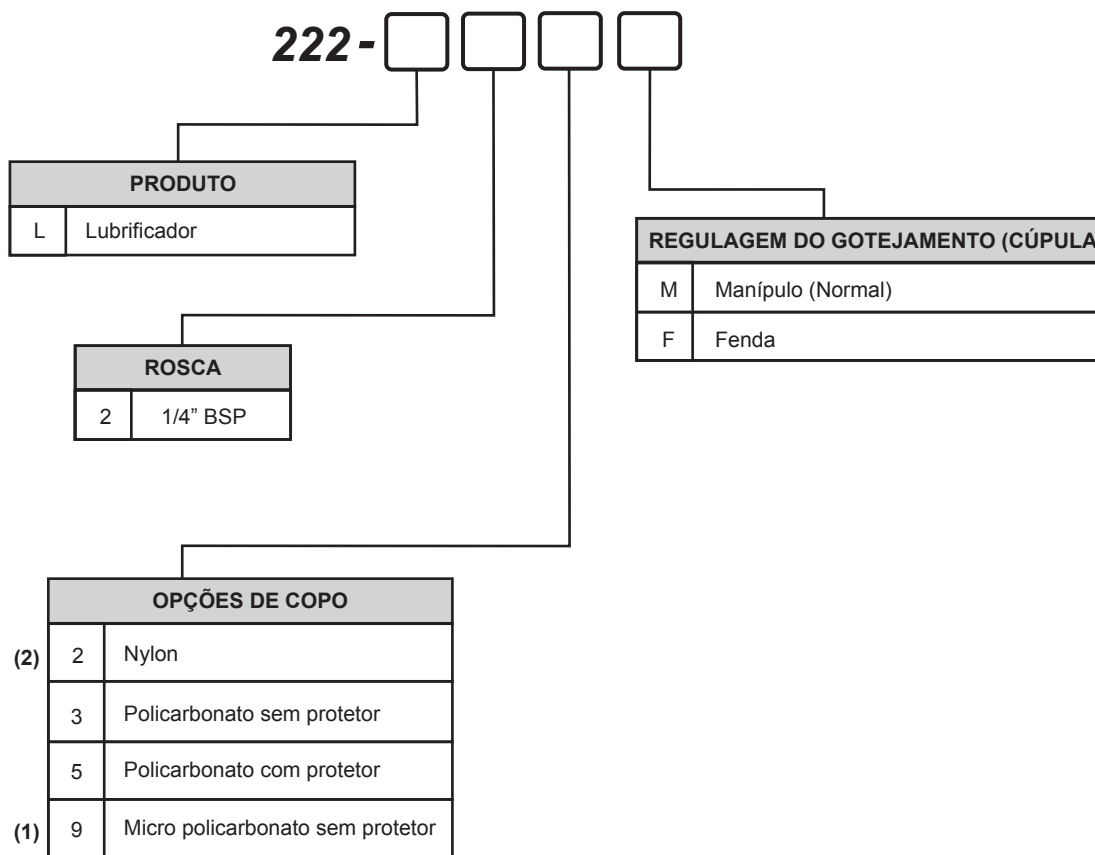 222-
PRODUTO
L Lubrificador
REGULAGEM DO GOTEJAMENTO (CÚPULA
M Manípulo (Normal)
F Fenda
ROSCA
2 1/4” BSP
OPÇÕES DE COPO
(2) 2 Nylon
3 Policarbonato sem protetor
5 Policarbonato com protetor
(1) 9 Micro policarbonato sem protetor